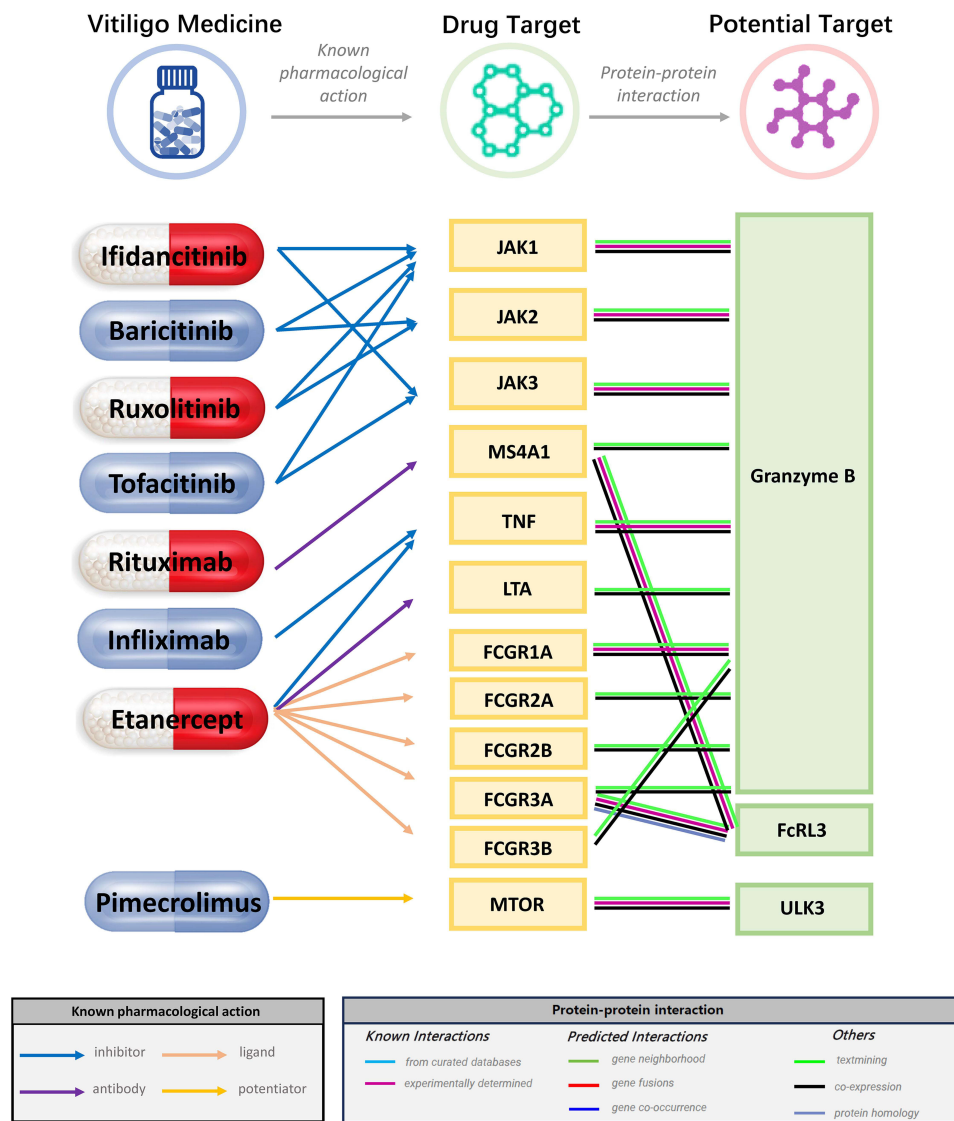 Vitiligo Medicine
Known
pharmacological
action
Drug Target
Protein-protein
interaction
Potential Target
Ifidancitinib
Baricitinib
Ruxolitinib
Tofacitinib
Rituximab
Infliximab
Etanercept
Pimecrolimus
JAK1
JAK2
JAK3
MS4A1
TNF
LTA
FCGR1A
FCGR2A
FCGR2B
FCGR3A
FCGR3B
MTOR
Granzyme B
FcRL3
ULK3
Known pharmacological action
inhibitor
ligand
antibody
potentiator
Protein-protein interaction
Known Interactions
from curated databases
experimentally determined
Predicted Interactions
gene neighborhood
gene fusions
gene co-occurrence
Others
textmining
co-expression
protein homology